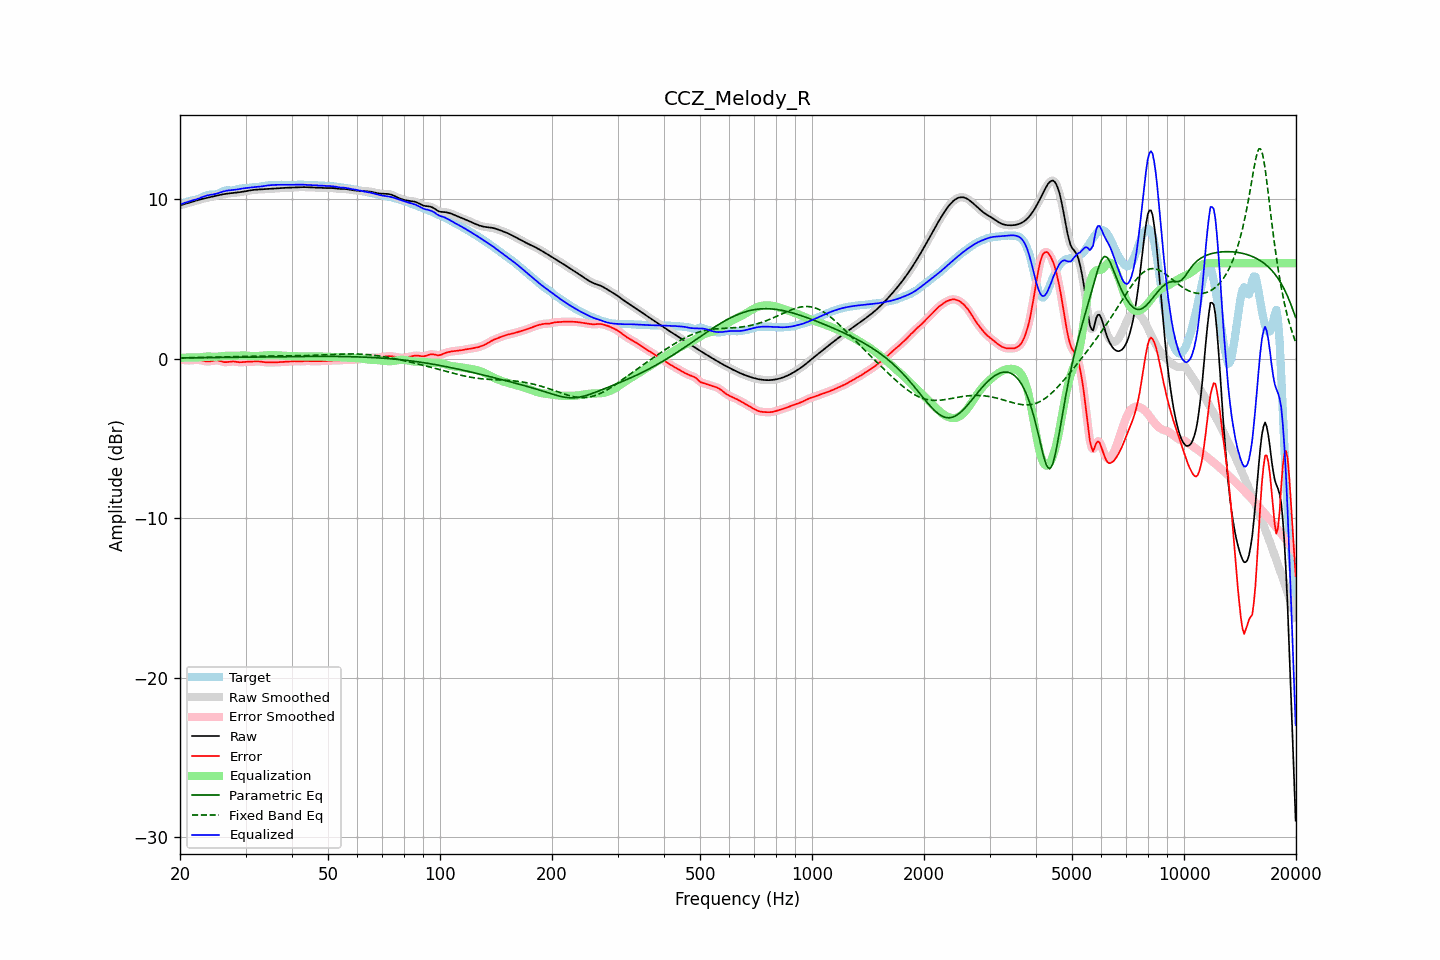 CCZ_Melody_R
Amplitude (dBr)
10
0
−10
−20
−30
Target
Raw Smoothed
Error Smoothed
Raw
Error
Equalization
Parametric Eq
Fixed Band Eq
Equalized
20 50 100 200 500 1000 2000 5000 10000 20000
Frequency (Hz)